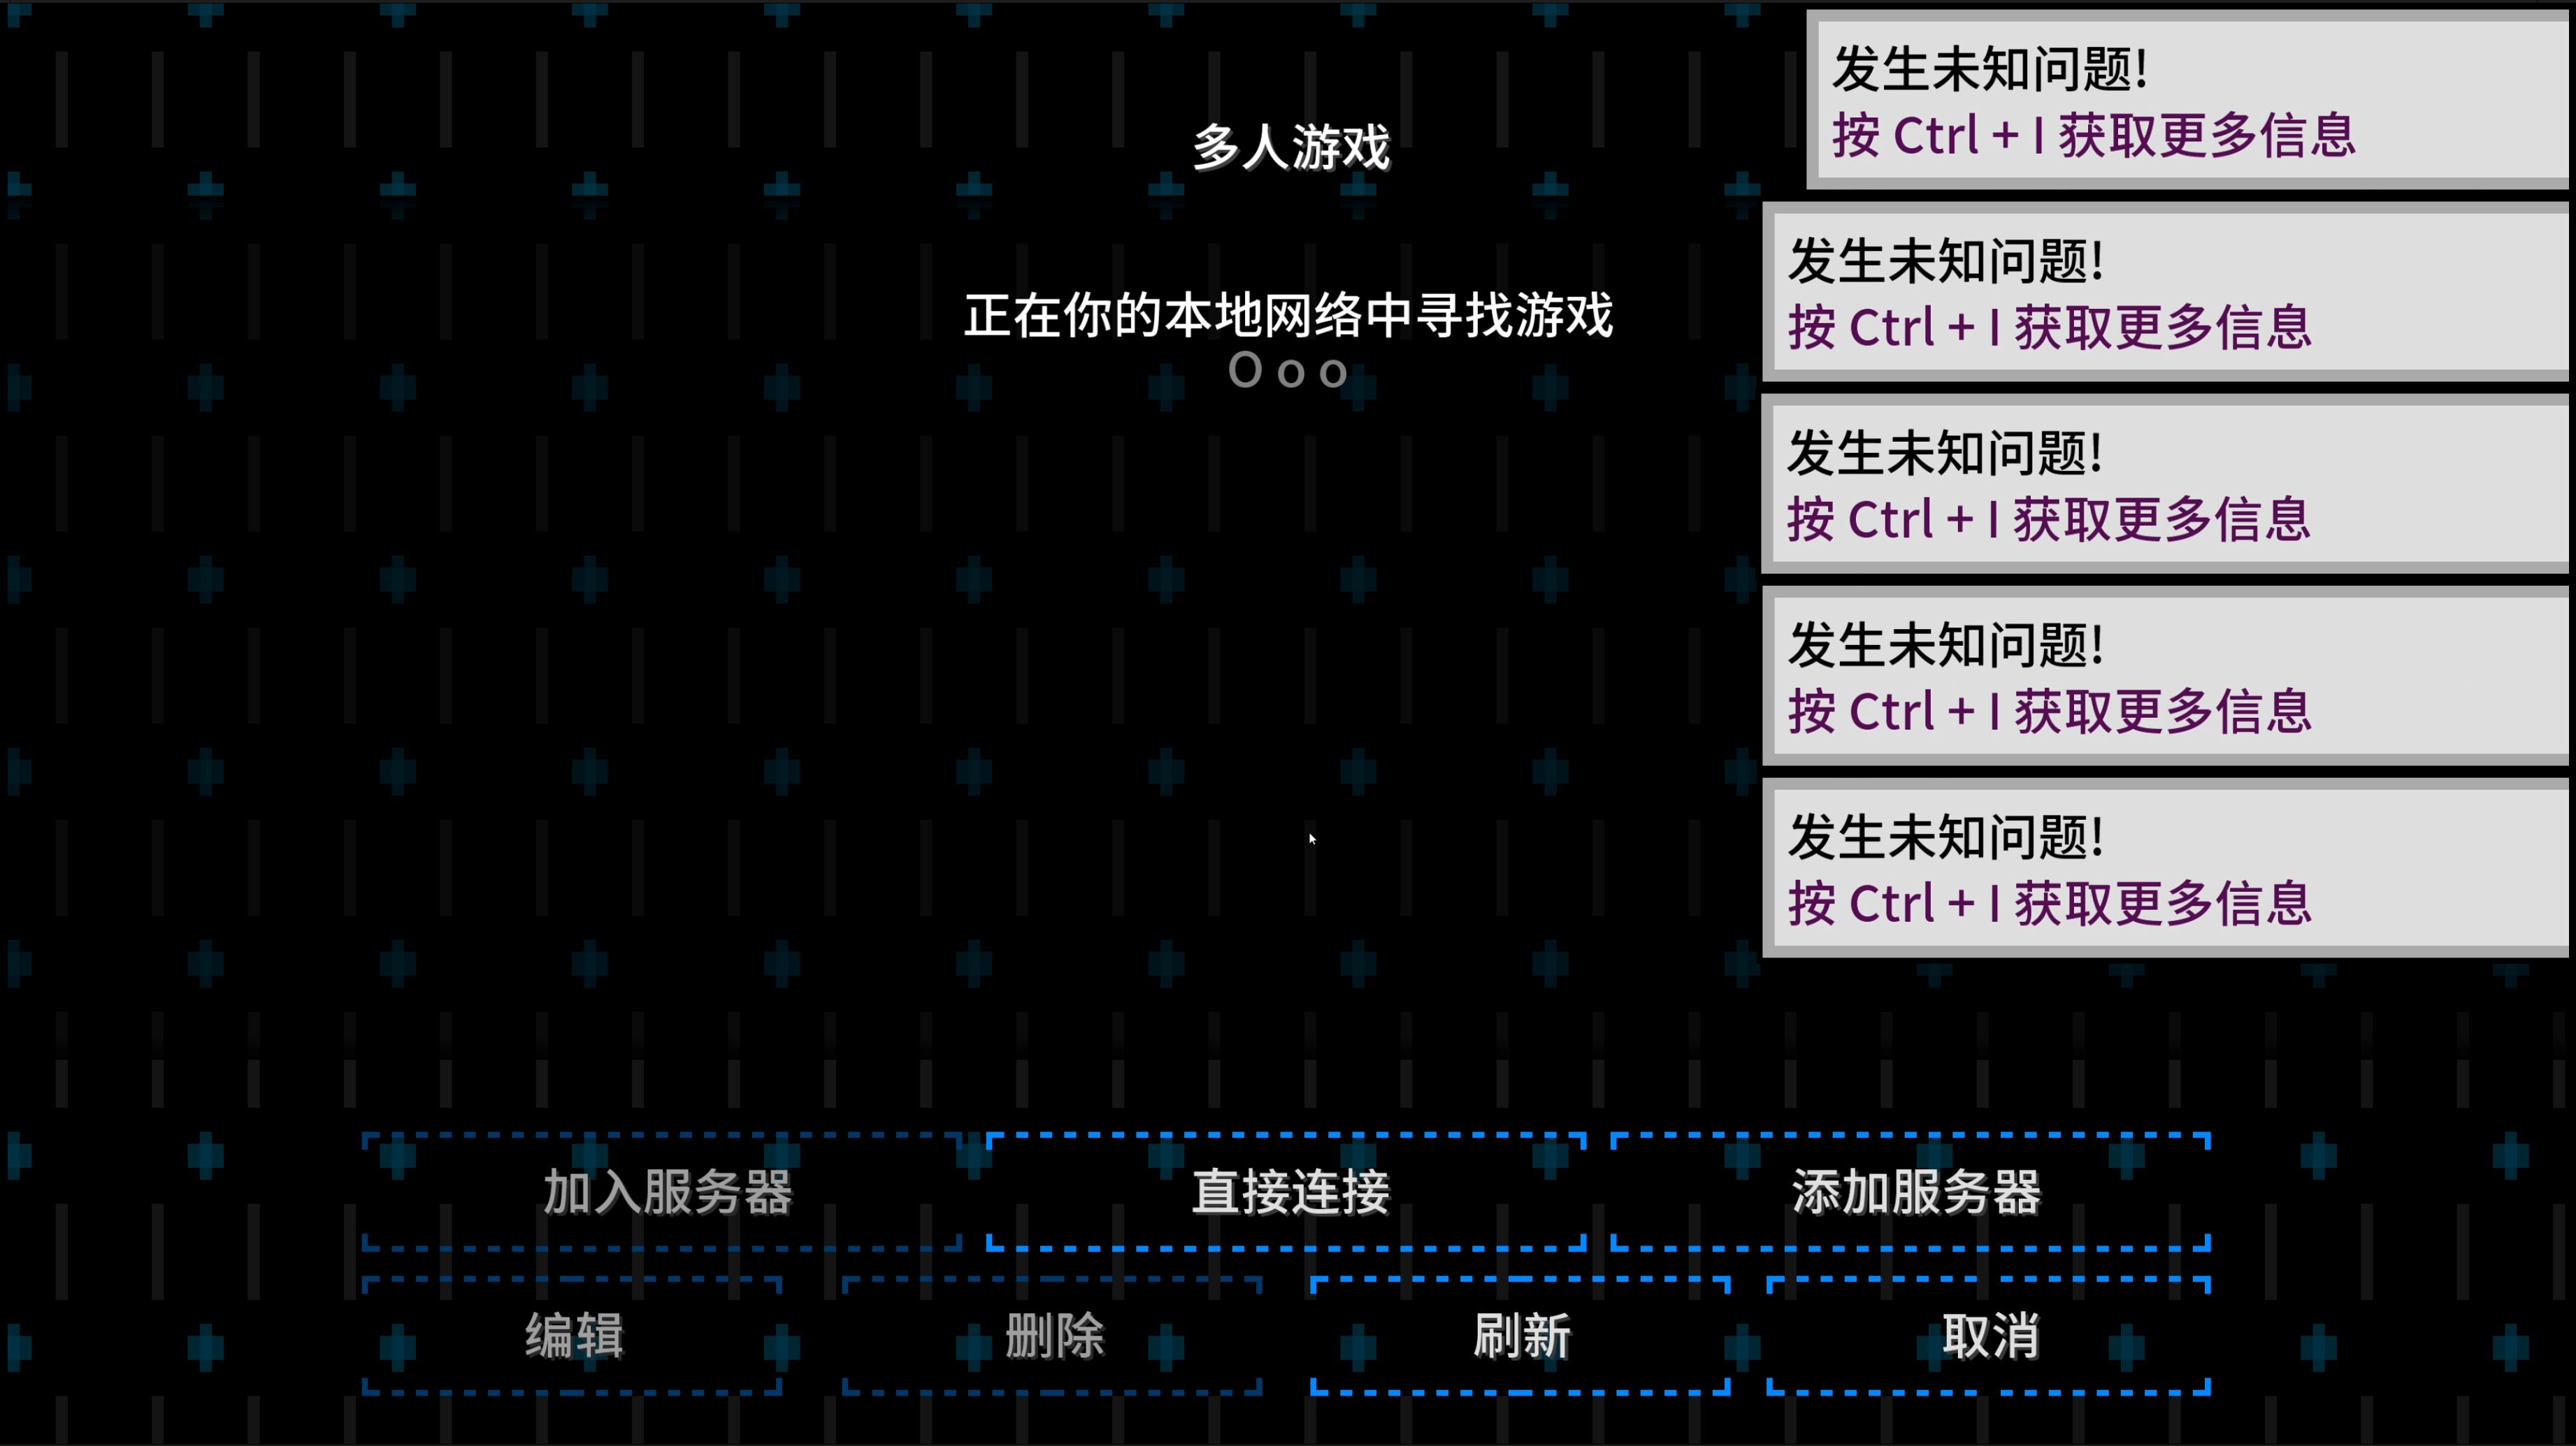 多人游戏
正在你的本地网络中寻找游戏
O o o
发生未知问题!
按 Ctrl + I 获取更多信息
发生未知问题!
按 Ctrl + I 获取更多信息
发生未知问题!
按 Ctrl + I 获取更多信息
发生未知问题!
按 Ctrl + I 获取更多信息
发生未知问题!
按 Ctrl + I 获取更多信息
加入服务器
直接连接
添加服务器
编辑
删除
刷新
取消